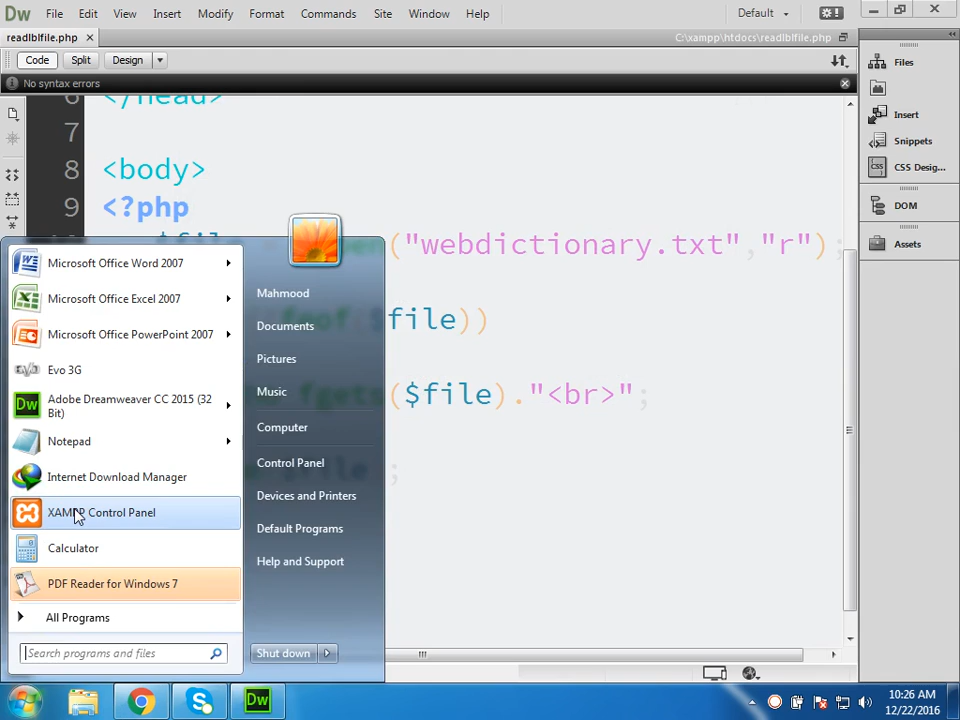 Dw File Edit View Insert Modify Format Commands Site Window Help Default
readlblfile.php C:\xampp\htdocs\readlblfile.php
Code Split Design
No syntax errors
6 </head>
7
8 <body>
9 <?php
("webdictionary.txt","r");
feof($file))
fgets($file)."<br>";
;
Microsoft Office Word 2007
Microsoft Office Excel 2007
Microsoft Office PowerPoint 2007
Evo 3G
Adobe Dreamweaver CC 2015 (32
Bit)
Notepad
Internet Download Manager
XAMPP Control Panel
Calculator
PDF Reader for Windows 7
All Programs
Search programs and files
Mahmood
Documents
Pictures
Music
Computer
Control Panel
Devices and Printers
Default Programs
Help and Support
Shut down
Files
Insert
Snippets
CSS Desig...
DOM
Assets
10:26 AM
12/22/2016